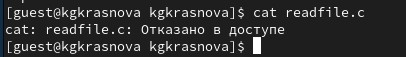 [guest@kgkrasnova kgkrasnova]$ cat readfile.c
cat: readfile.c: Отказано в доступе
[guest@kgkrasnova kgkrasnova]$